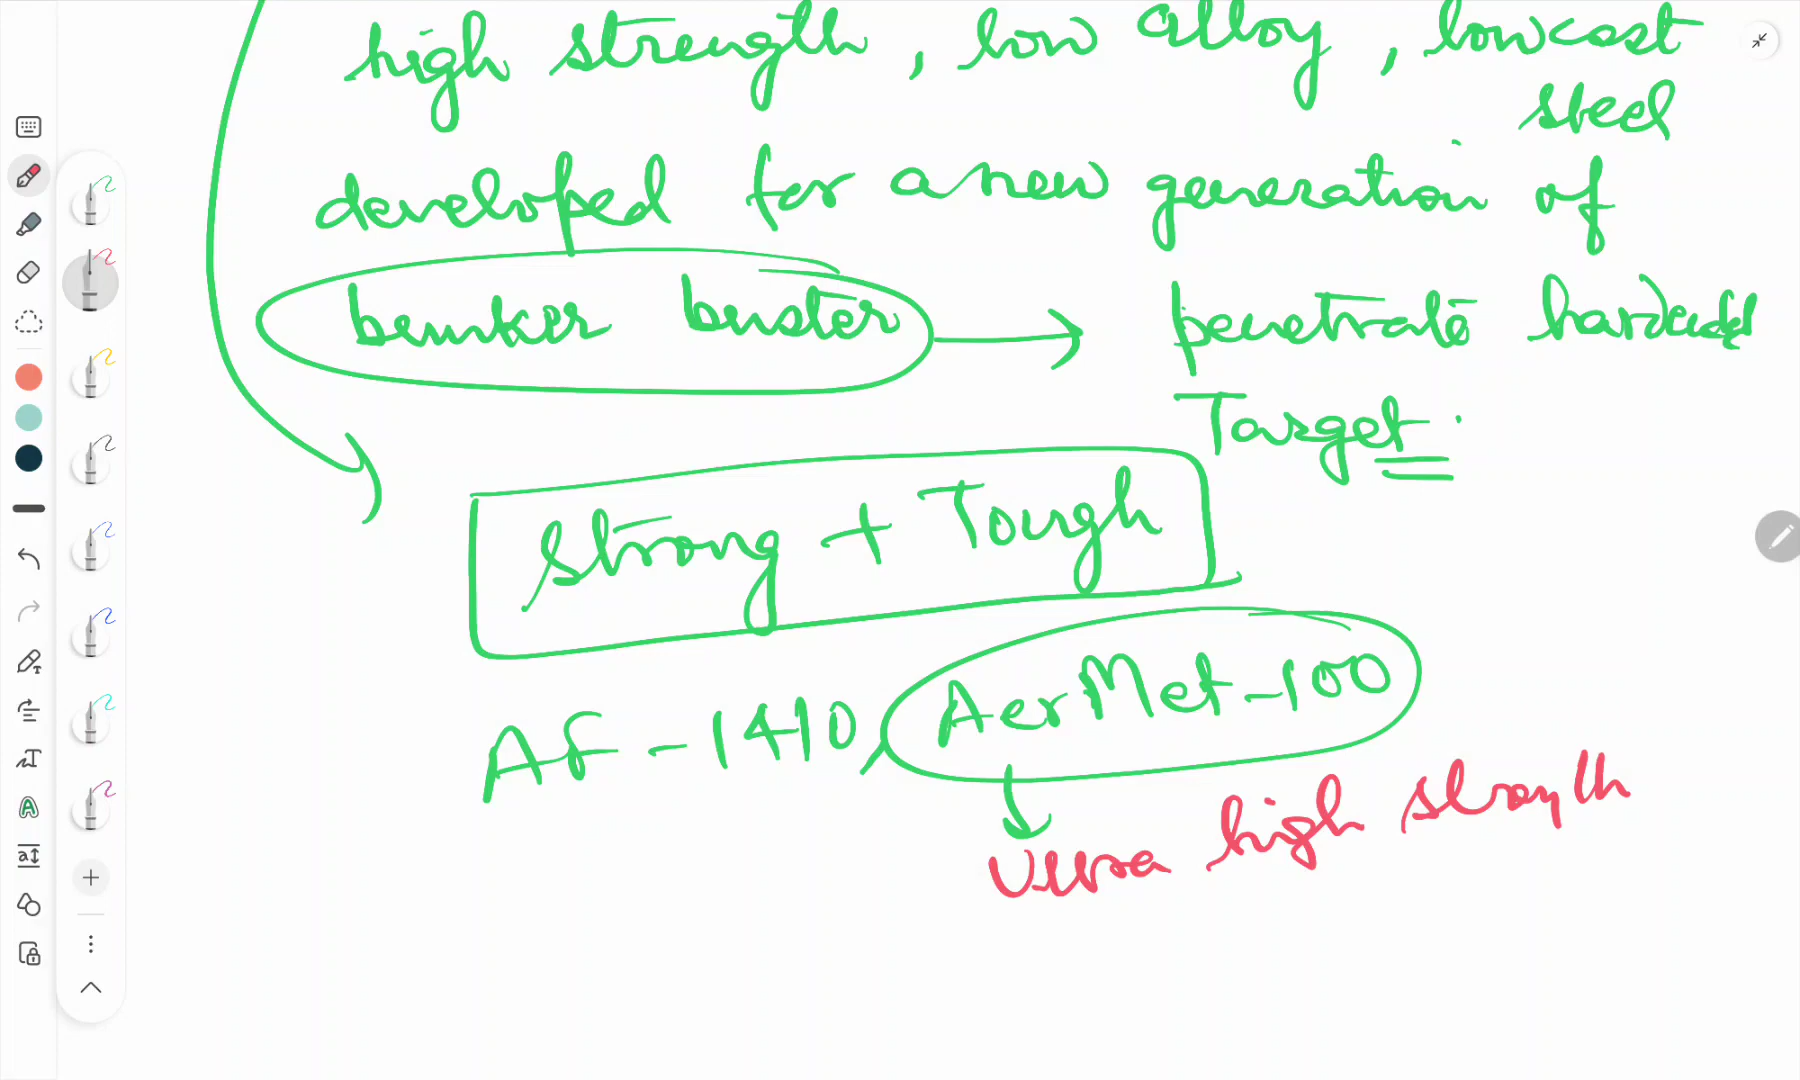 high strength, low alloy, lowcost
steel
developed for a new generation of
bunker buster → penetrate hardened
Target.
Strong + Tough
AF-1410, AerMet-100
Ultra high strength